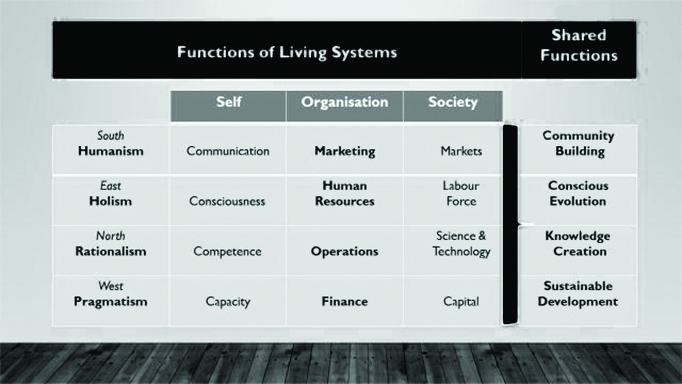 Functions of Living Systems
Shared
Functions
Self Organisation Society
South
Humanism
Communication
Marketing
Markets
Community
Building
East
Holism
Consciousness
Human
Resources
Labour
Force
Conscious
Evolution
North
Rationalism
Competence
Operations
Science &
Technology
Knowledge
Creation
West
Pragmatism
Capacity
Finance
Capital
Sustainable
Development